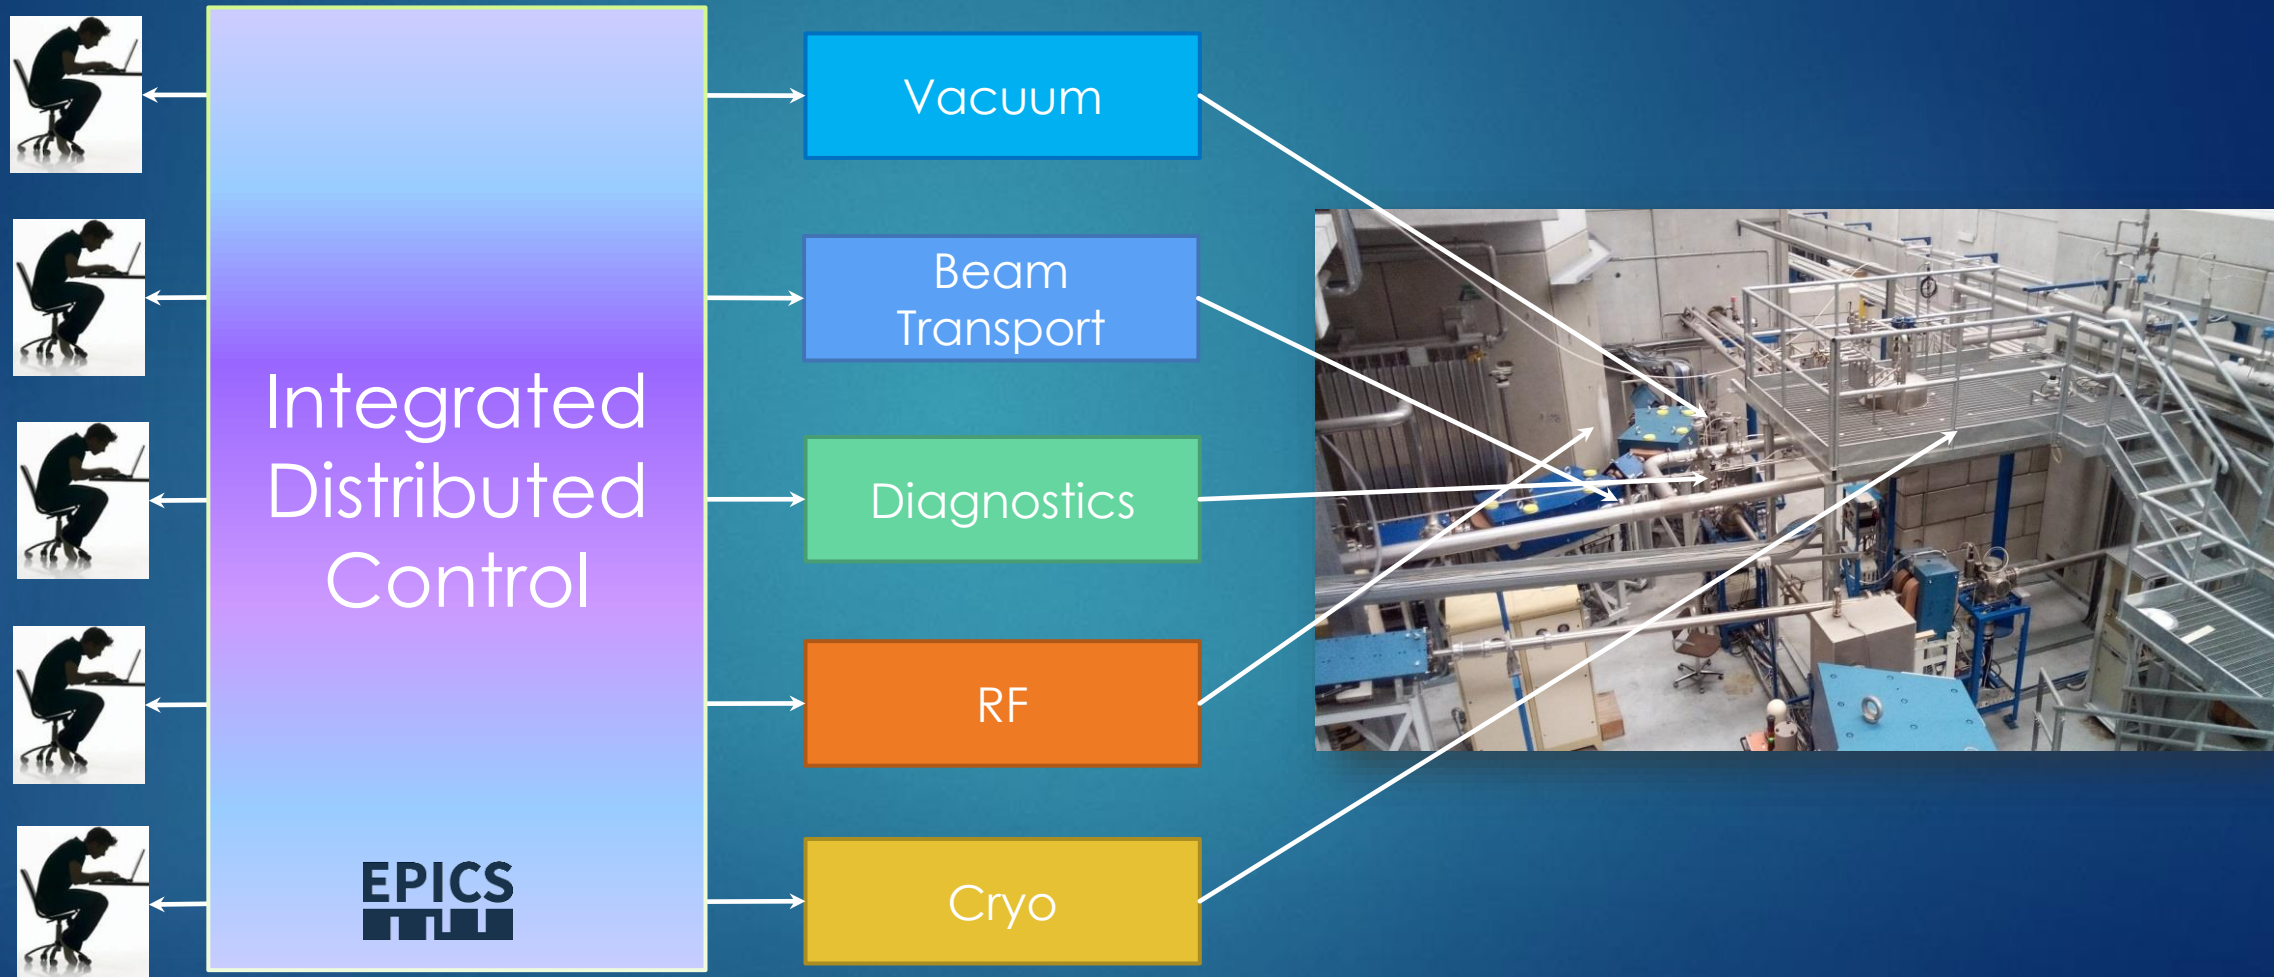 Integrated
Distributed
Control
EPICS
Vacuum
Beam
Transport
Diagnostics
RF
Cryo